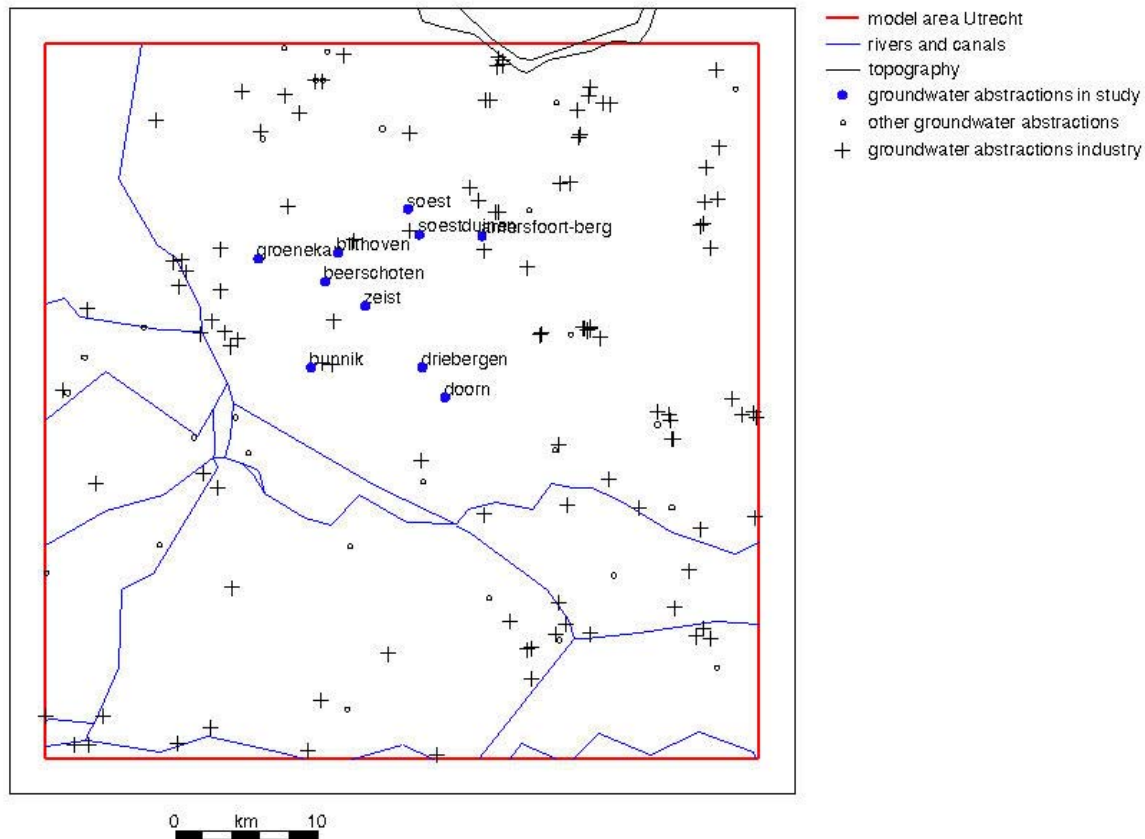 model area Utrecht
rivers and canals
topography
groundwater abstractions in study
other groundwater abstractions
groundwater abstractions industry
soest
soestduinen
amersfoort-berg
bilthoven
groenekan
beerschoten
zeist
bunnik
driebergen
doorn
0 km 10